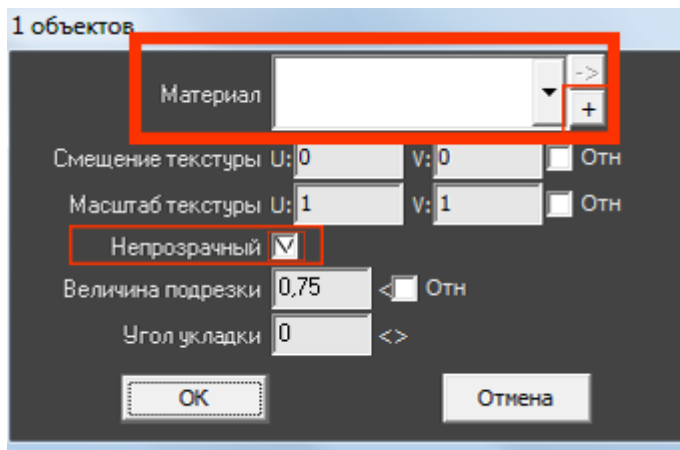 1 объектов
Материал ->
+
Смещение текстуры U: 0 V: 0 Отн
Масштаб текстуры U: 1 V: 1 Отн
Непрозрачный
Величина подрезки 0,75 < Отн
Угол укладки 0 <>
ОК Отмена